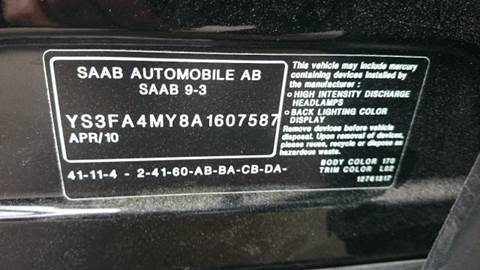 SAAB AUTOMOBILE AB
SAAB 9-3
YS3FA4MY8A1607587
APR/10
41-11-4 - 2-41-60-AB-BA-CB-DA-
This vehicle may include mercury
containing devices installed by
the manufacturer:
○ HIGH INTENSITY DISCHARGE
HEADLAMPS
○ BACK LIGHTING COLOR
DISPLAY
Remove devices before vehicle
disposal. Upon removal of devices,
please reuse, recycle or dispose as
hazardous waste.
BODY COLOR 170
TRIM COLOR L02
12761317